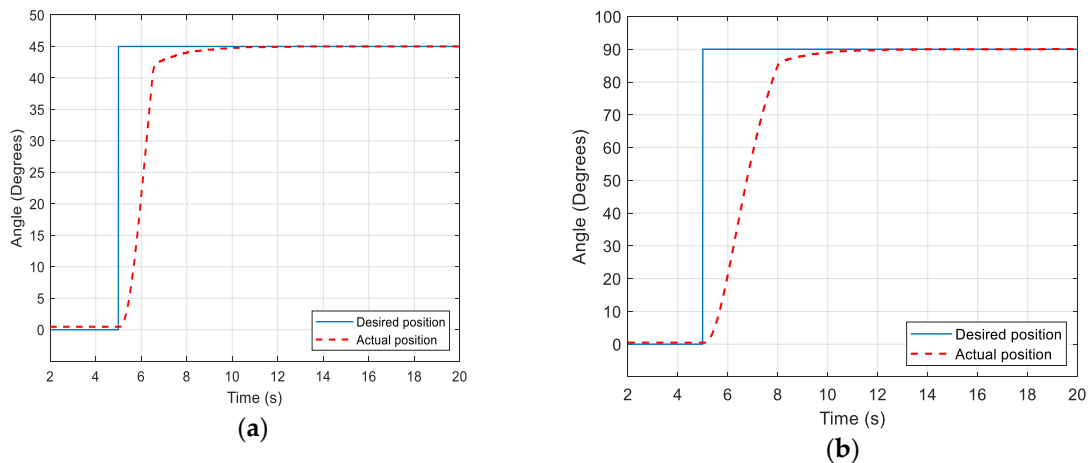 50
45
40
35
30
25
20
15
10
5
0
-5
Angle (Degrees)
Desired position
Actual position
2 4 6 8 10 12 14 16 18 20
Time (s)
(a)
100
90
80
70
60
50
40
30
20
10
0
Angle (Degrees)
Desired position
Actual position
2 4 6 8 10 12 14 16 18 20
Time (s)
(b)